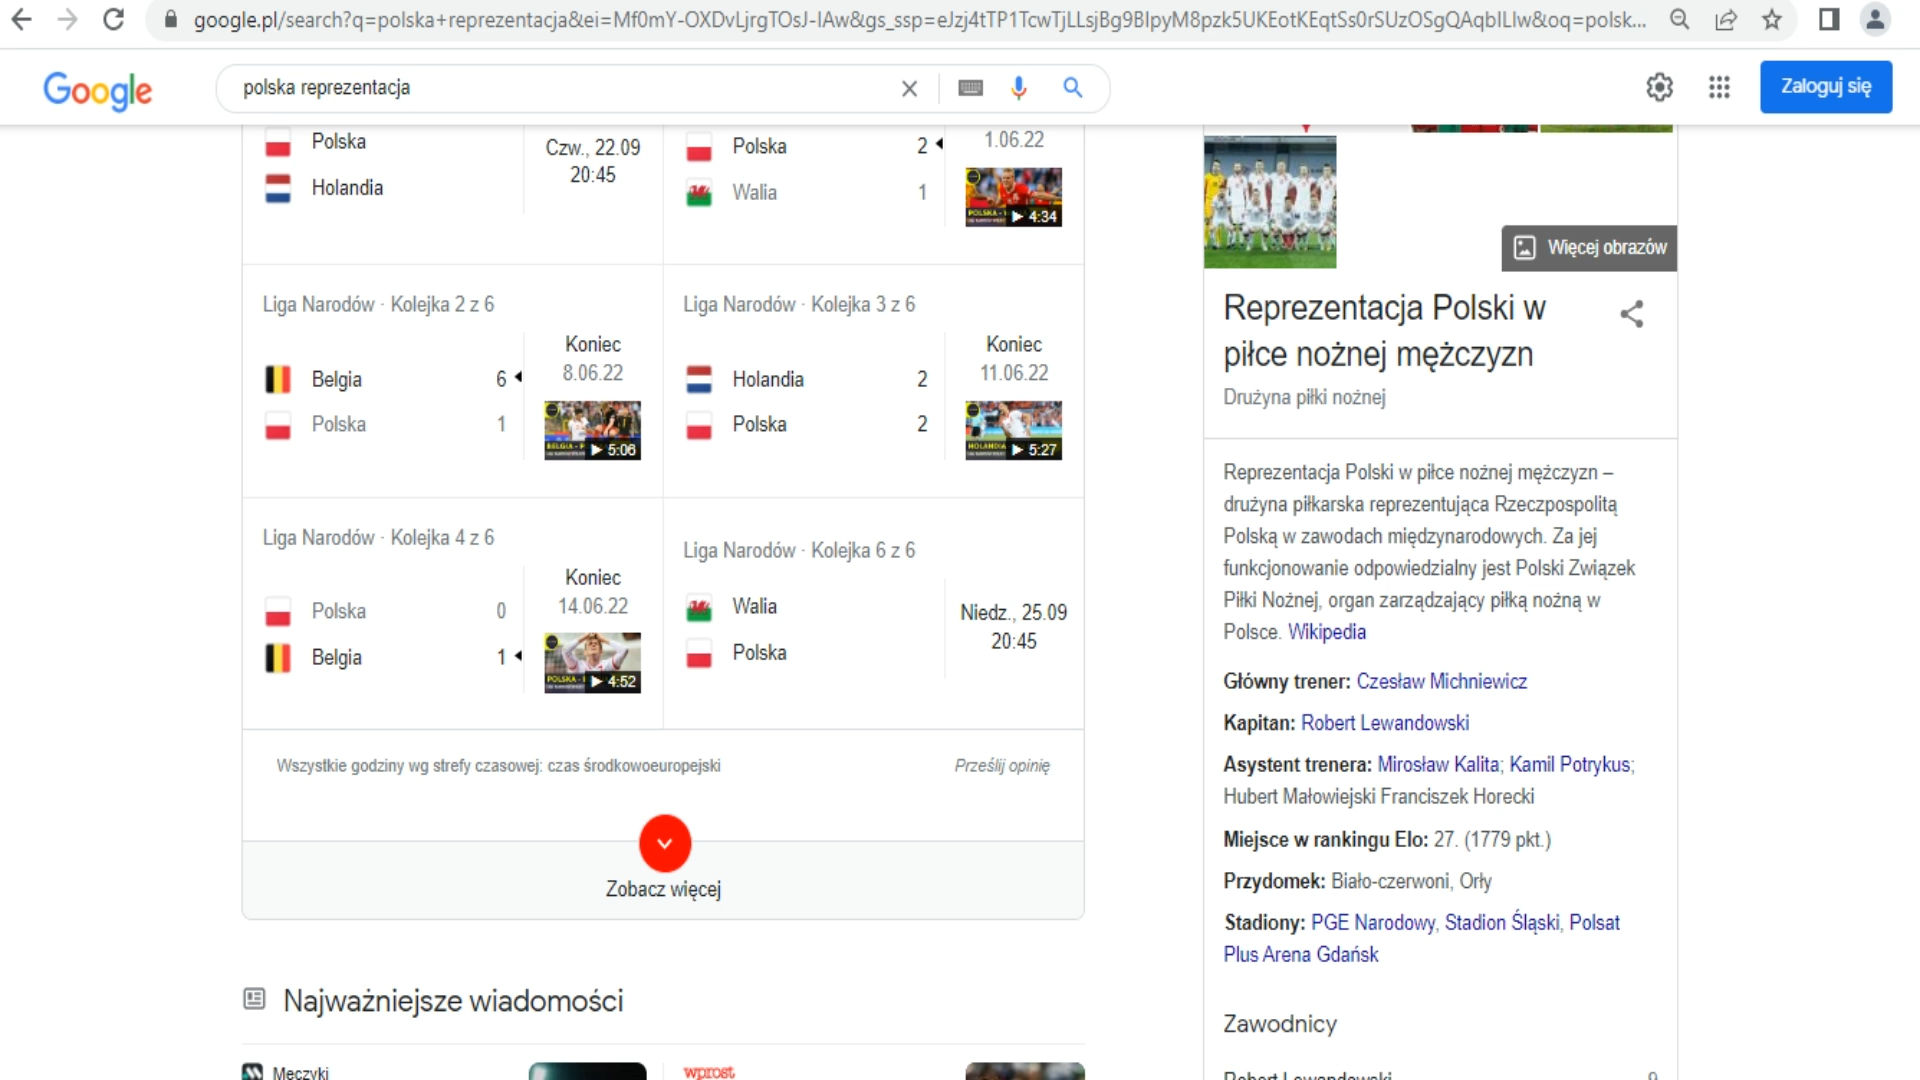 google.pl/search?q=polska+reprezentacja&ei=Mf0mY-OXDvLjrgTOsJ-IAw&gs_ssp=eJzj4tTP1TcwTjLLsjBg9BIpyM8pzk5UKEotKEqtSs0rSUzOSgQAqbILIw&oq=polsk...
Google
polska reprezentacja
Zaloguj się
Polska
Holandia
Czw., 22.09
20:45
Polska 2
Walia 1
1.06.22
4:34
Liga Narodów · Kolejka 2 z 6
Belgia 6
Polska 1
Koniec
8.06.22
5:06
Liga Narodów · Kolejka 3 z 6
Holandia 2
Polska 2
Koniec
11.06.22
5:27
Liga Narodów · Kolejka 4 z 6
Polska 0
Belgia 1
Koniec
14.06.22
4:52
Liga Narodów · Kolejka 6 z 6
Walia
Polska
Niedz., 25.09
20:45
Wszystkie godziny wg strefy czasowej: czas środkowoeuropejski
Prześlij opinię
Zobacz więcej
Najważniejsze wiadomości
Meczyki
wprost
Więcej obrazów
Reprezentacja Polski w
piłce nożnej mężczyzn
Drużyna piłki nożnej
Reprezentacja Polski w piłce nożnej mężczyzn –
drużyna piłkarska reprezentująca Rzeczpospolitą
Polską w zawodach międzynarodowych. Za jej
funkcjonowanie odpowiedzialny jest Polski Związek
Piłki Nożnej, organ zarządzający piłką nożną w
Polsce. Wikipedia
Główny trener: Czesław Michniewicz
Kapitan: Robert Lewandowski
Asystent trenera: Mirosław Kalita; Kamil Potrykus;
Hubert Małowiejski Franciszek Horecki
Miejsce w rankingu Elo: 27. (1779 pkt.)
Przydomek: Biało-czerwoni, Orły
Stadiony: PGE Narodowy, Stadion Śląski, Polsat
Plus Arena Gdańsk
Zawodnicy
Robert Lewandowski 9